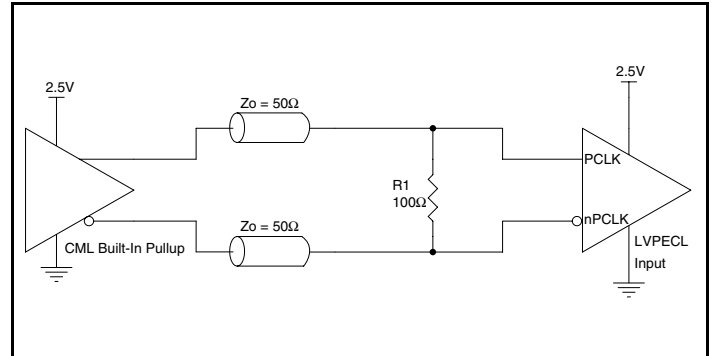 2.5V
2.5V
Zo = 50Ω
PCLK
R1
100Ω
Zo = 50Ω
nPCLK
CML Built-In Pullup
LVPECL
Input